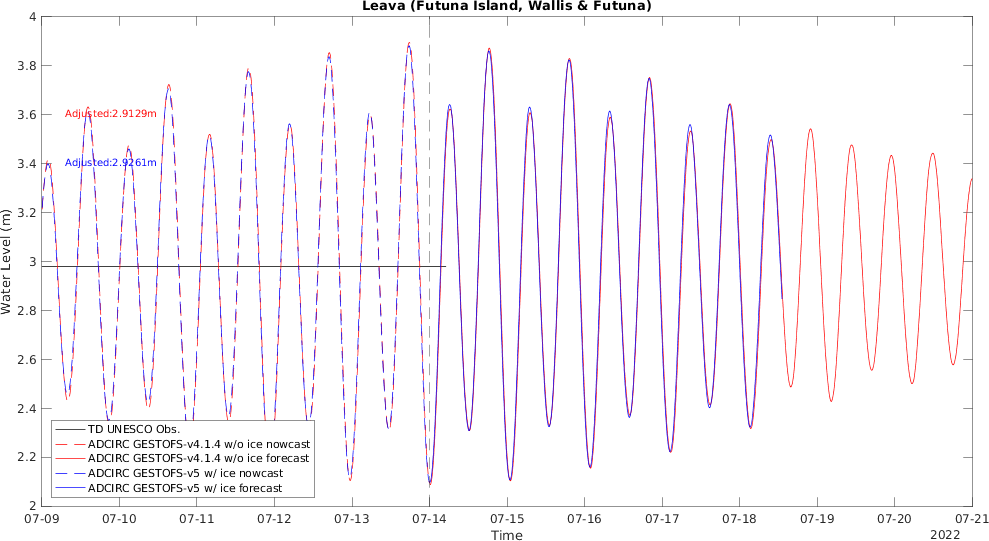 Leava (Futuna Island, Wallis & Futuna)
4
3.8
3.6
3.4
3.2
3
2.8
2.6
2.4
2.2
2
Water Level (m)
Adjusted:2.9129m
Adjusted:2.9261m
TD UNESCO Obs.
ADCIRC GESTOFS-v4.1.4 w/o ice nowcast
ADCIRC GESTOFS-v4.1.4 w/o ice forecast
ADCIRC GESTOFS-v5 w/ ice nowcast
ADCIRC GESTOFS-v5 w/ ice forecast
07-09 07-10 07-11 07-12 07-13 07-14 07-15 07-16 07-17 07-18 07-19 07-20 07-21
Time
2022